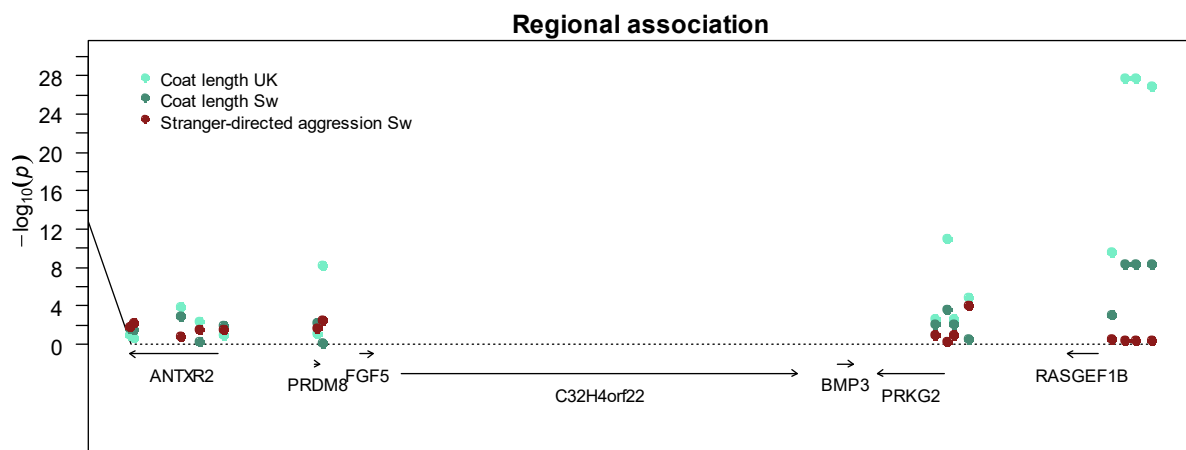 Regional association
−log10(p)
28
24
20
16
12
8
4
0
Coat length UK
Coat length Sw
Stranger-directed aggression Sw
ANTXR2
PRDM8
FGF5
C32H4orf22
BMP3
PRKG2
RASGEF1B